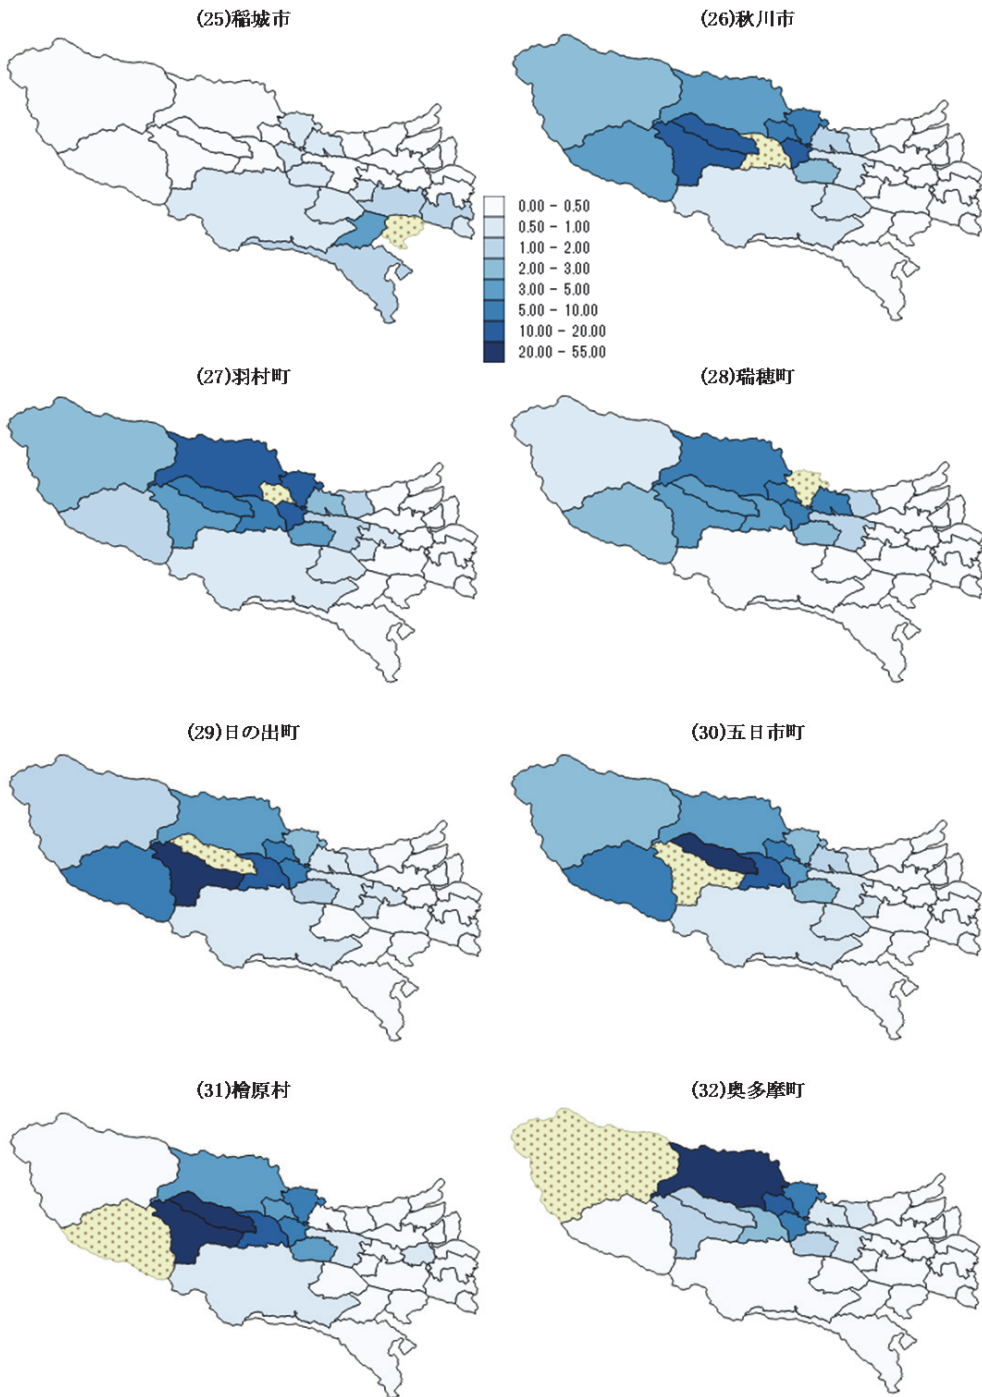 (25)稲城市
(26)秋川市
0.00 - 0.50
0.50 - 1.00
1.00 - 2.00
2.00 - 3.00
3.00 - 5.00
5.00 - 10.00
10.00 - 20.00
20.00 - 55.00
(27)羽村町
(28)瑞穂町
(29)日の出町
(30)五日市町
(31)檜原村
(32)奥多摩町